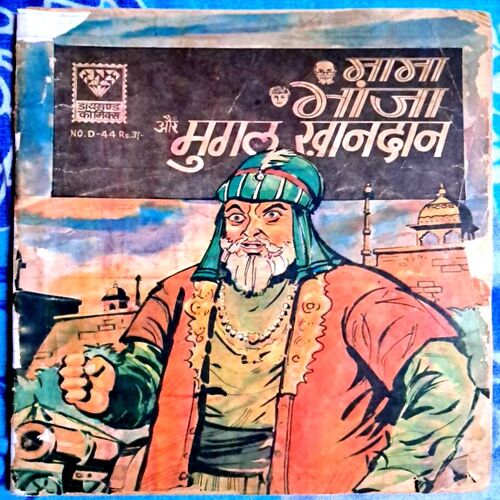 मामा
भांजा
और मुगल खानदान
डायमण्ड
कॉमिक्स
NO. D-44 Rs. 3/-